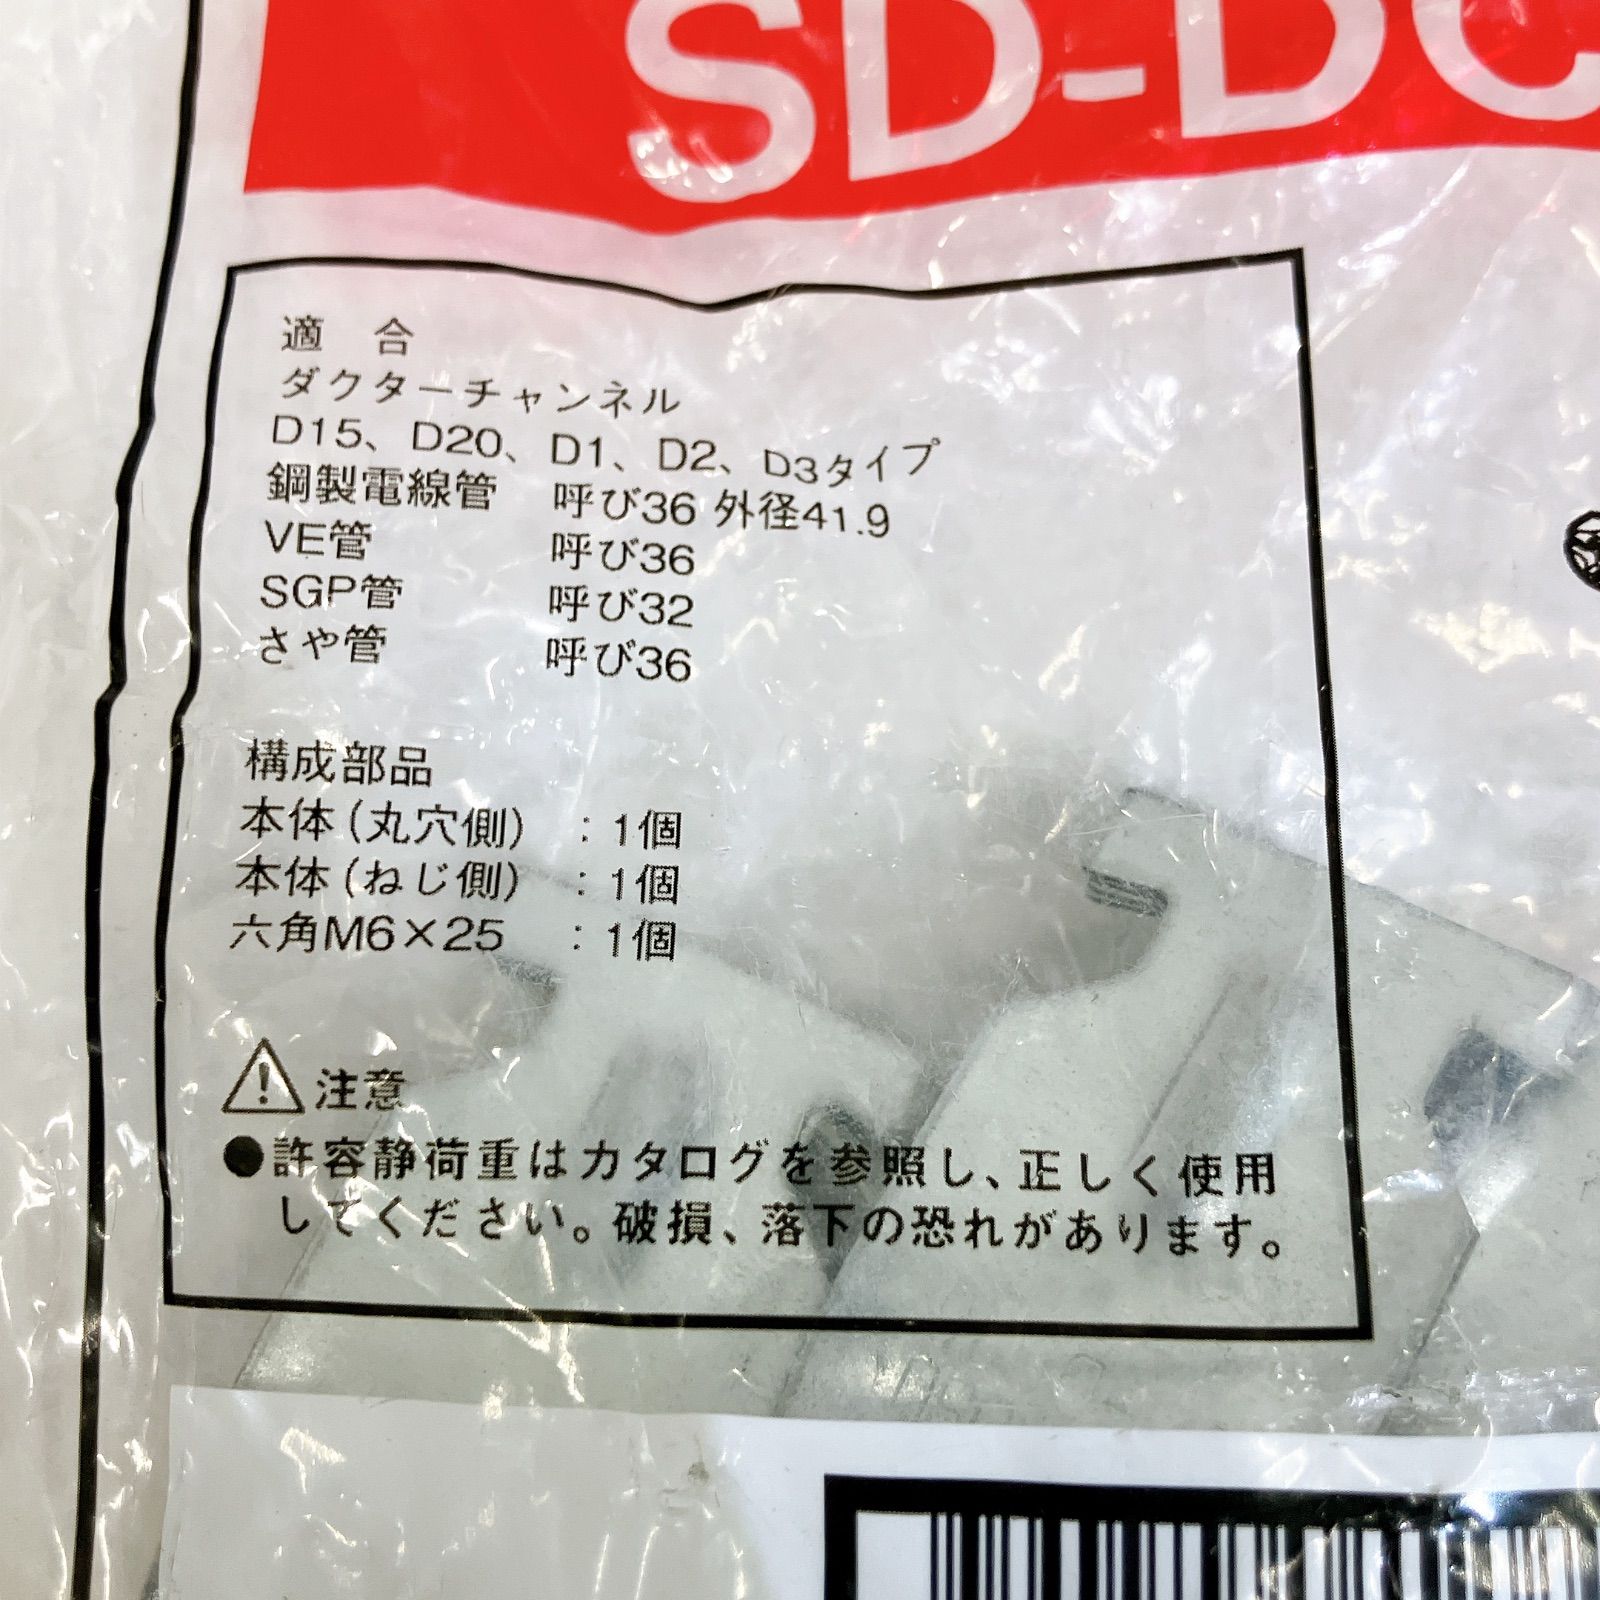 SD-DC
適 合
ダクターチャンネル
D15、D20、D1、D2、D3タイプ
鋼製電線管 呼び36 外径41.9
VE管 呼び36
SGP管 呼び32
さや管 呼び36
構成部品
本体(丸穴側) : 1個
本体(ねじ側) : 1個
六角M6×25 : 1個
注意
●許容静荷重はカタログを参照し、正しく使用
してください。破損、落下の恐れがあります。